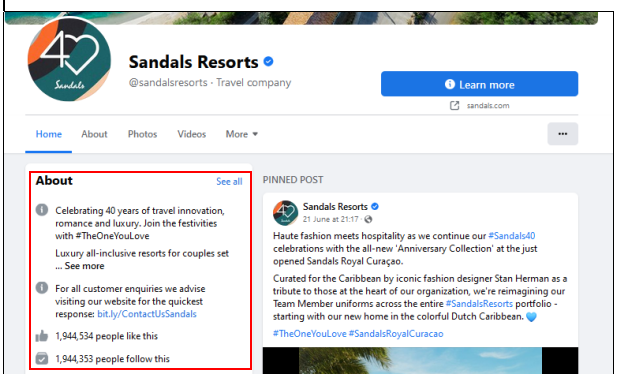 40
Sandals
Sandals Resorts
@sandalsresorts · Travel company
Learn more
sandals.com
Home About Photos Videos More
About
See all
Celebrating 40 years of travel innovation,
romance and luxury. Join the festivities
with #TheOneYouLove
Luxury all-inclusive resorts for couples set
... See more
For all customer enquiries we advise
visiting our website for the quickest
response: bit.ly/ContactUsSandals
1,944,534 people like this
1,944,353 people follow this
PINNED POST
Sandals Resorts
21 June at 21:17 ·
Haute fashion meets hospitality as we continue our #Sandals40
celebrations with the all-new 'Anniversary Collection' at the just
opened Sandals Royal Curaçao.
Curated for the Caribbean by iconic fashion designer Stan Herman as a
tribute to those at the heart of our organization, we're reimagining our
Team Member uniforms across the entire #SandalsResorts portfolio -
starting with our new home in the colorful Dutch Caribbean. 💙
#TheOneYouLove #SandalsRoyalCuracao